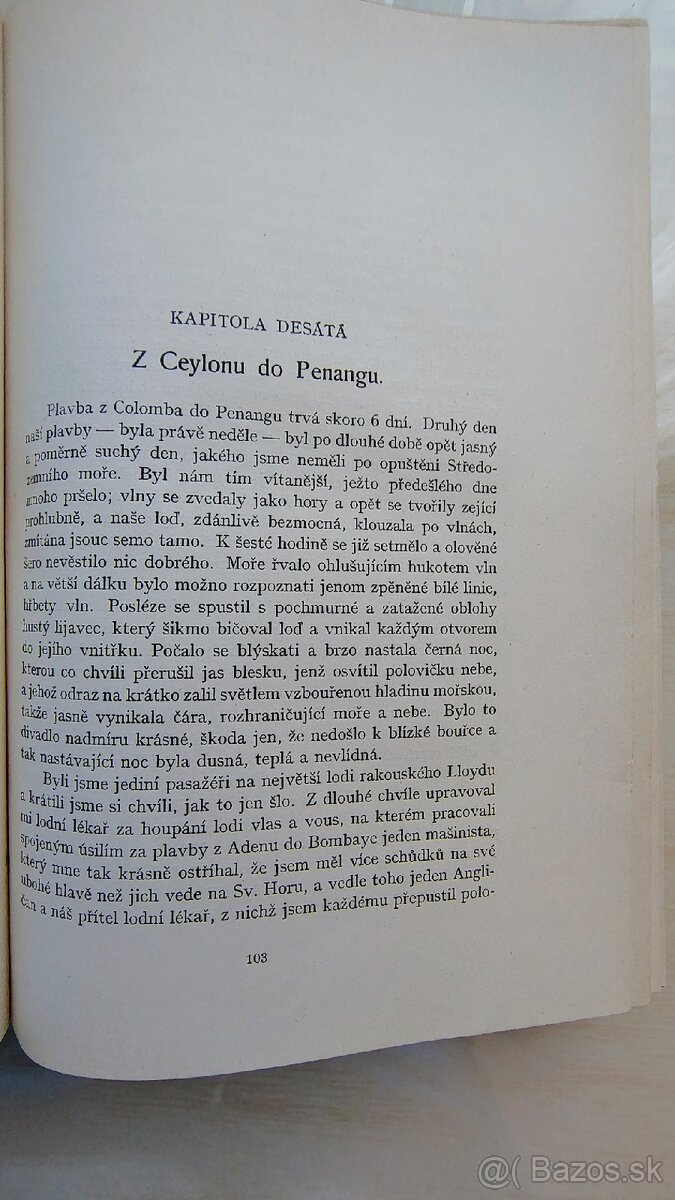 KAPITOLA DESÁTÁ
Z Ceylonu do Penangu.
Plavba z Colomba do Penangu trvá skoro 6 dní. Druhý den
naší plavby — byla právě neděle — byl po dlouhé době opět jasný
a poměrně suchý den, jakého jsme neměli po opuštění Středo-
zemního moře. Byl nám tím vítanější, ježto předešlého dne
mnoho pršelo; vlny se zvedaly jako hory a opět se tvořily zející
prohlubně, a naše loď, zdánlivě bezmocná, klouzala po vlnách,
zmítána jsouc semo tamo. K šesté hodině se již setmělo a olověné
šero nevěstilo nic dobrého. Moře řvalo ohlušujícím hukotem vln
a na větší dálku bylo možno rozpoznati jenom zpěněné bílé linie,
hřbety vln. Posléze se spustil s pochmurné a zatažené oblohy
hustý lijavec, který šikmo bičoval loď a vnikal každým otvorem
do jejího vnitřku. Počalo se blýskati a brzo nastala černá noc,
kterou co chvíli přerušil jas blesku, jenž osvítil polovičku nebe,
a jehož odraz na krátko zalil světlem vzbouřenou hladinu mořskou,
takže jasně vynikala čára, rozhraničující moře a nebe. Bylo to
divadlo nadmíru krásné, škoda jen, že nedošlo k blízké bouřce a
tak nastávající noc byla dusná, teplá a nevlídná.
Byli jsme jediní pasažéři na největší lodi rakouského Lloydu
a krátili jsme si chvíli, jak to jen šlo. Z dlouhé chvíle upravoval
mi lodní lékař za houpání lodi vlas a vous, na kterém pracovali
spojeným úsilím za plavby z Adenu do Bombaye jeden mašinista,
který mne tak krásně ostříhal, že jsem měl více schůdků na své
ubohé hlavě než jich vede na Sv. Horu, a vedle toho jeden Angli-
čan a náš přítel lodní lékař, z nichž jsem každému přepustil polo-
103
@( Bazos.sk